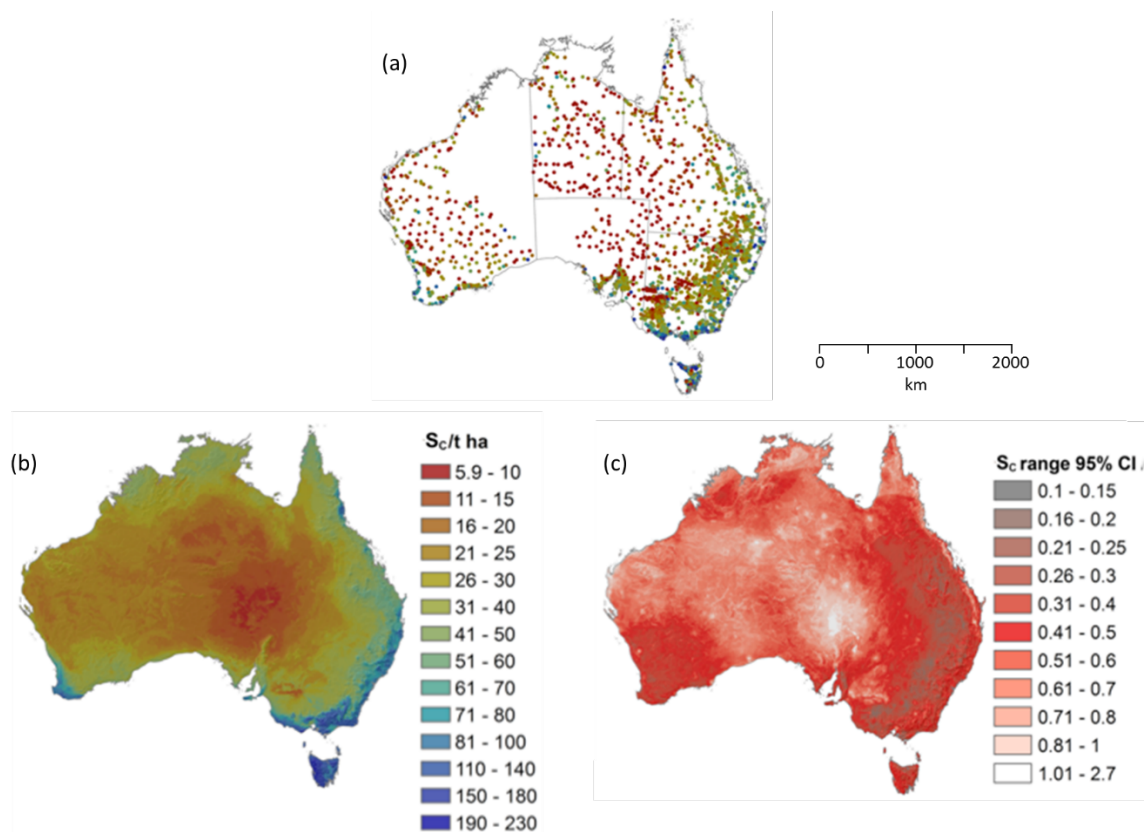 (a)
0 1000 2000
km
(b)
S_C/t ha
5.9 - 10
11 - 15
16 - 20
21 - 25
26 - 30
31 - 40
41 - 50
51 - 60
61 - 70
71 - 80
81 - 100
110 - 140
150 - 180
190 - 230
(c)
S_C range 95% CI /
0.1 - 0.15
0.16 - 0.2
0.21 - 0.25
0.26 - 0.3
0.31 - 0.4
0.41 - 0.5
0.51 - 0.6
0.61 - 0.7
0.71 - 0.8
0.81 - 1
1.01 - 2.7